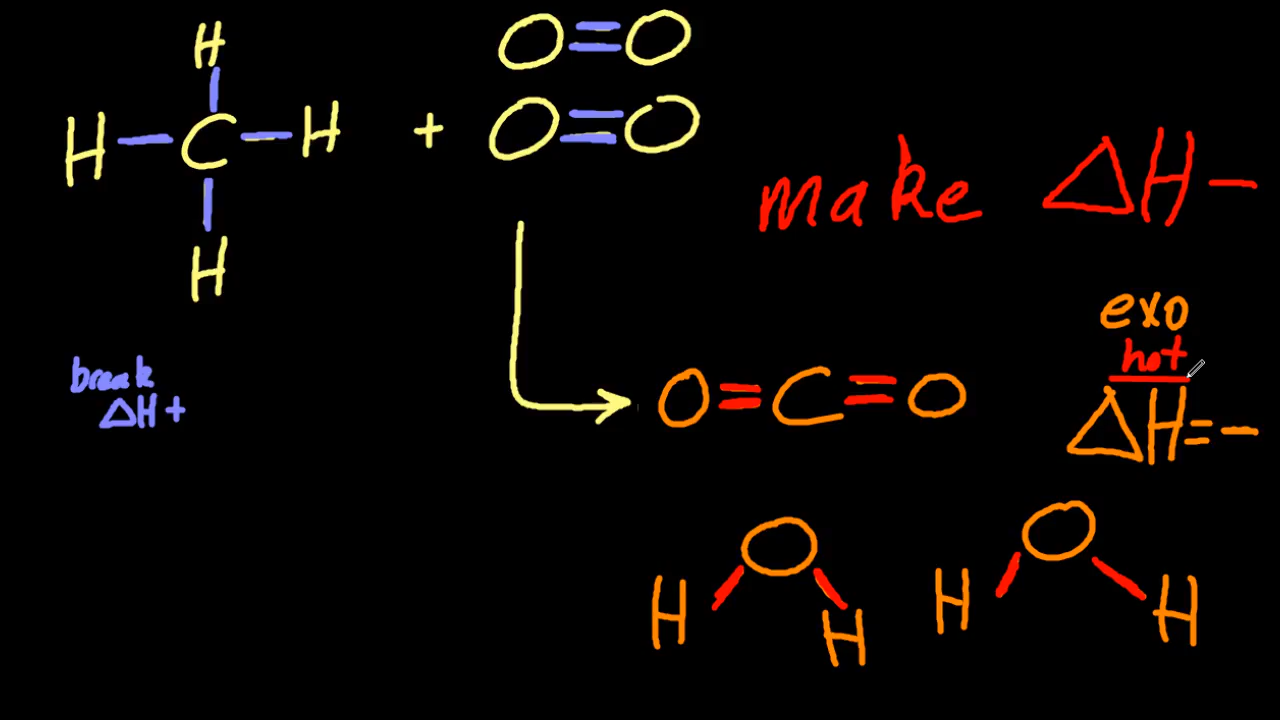 H
H-C-H
H
+
O=O
O=O
make ΔH -
break
ΔH +
exo
hot
ΔH = -
O=C=O
O
H H
O
H H